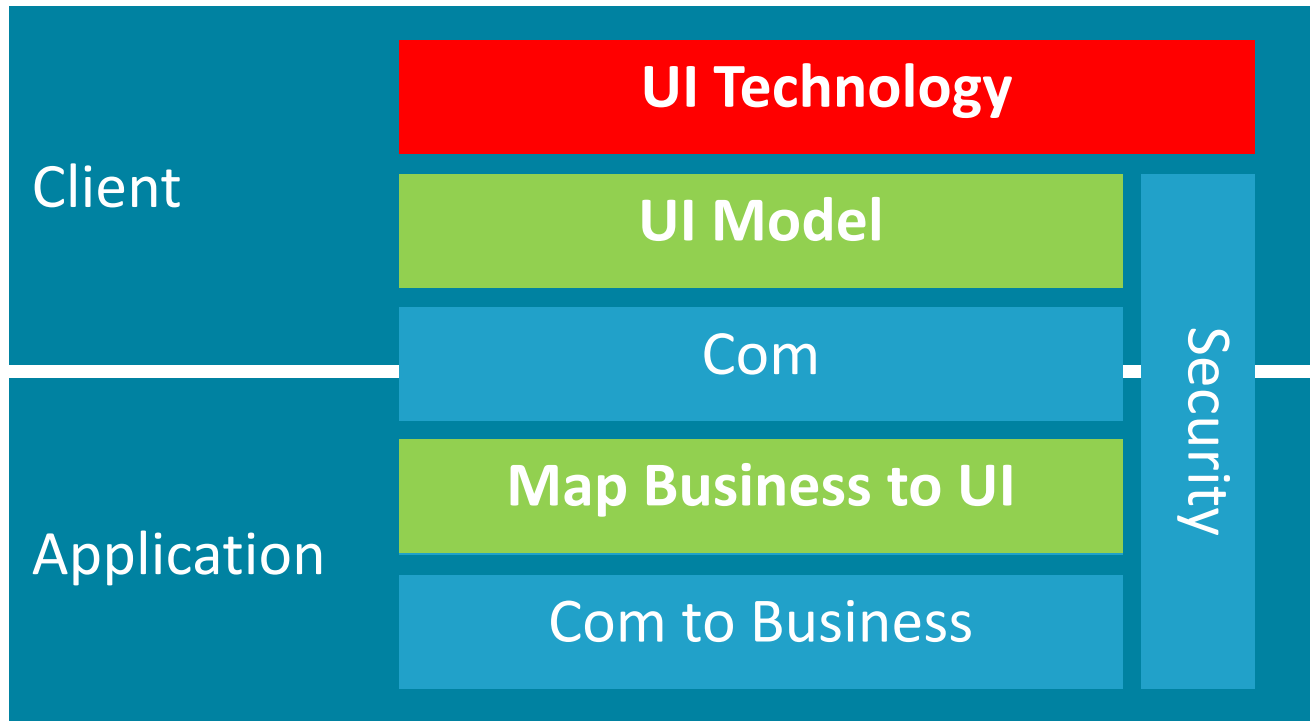 UI Technology
Client
UI Model
Com
Security
Map Business to UI
Application
Com to Business